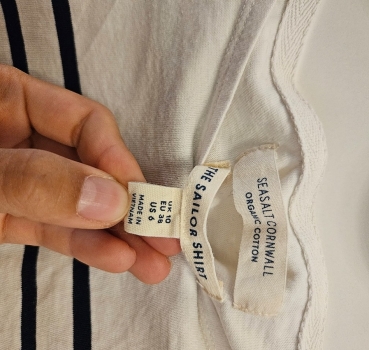 SEASALT CORNWALL
ORGANIC COTTON
THE SAILOR SHIRT
UK 10
EU 38
US 6
MADE IN
VIETNAM